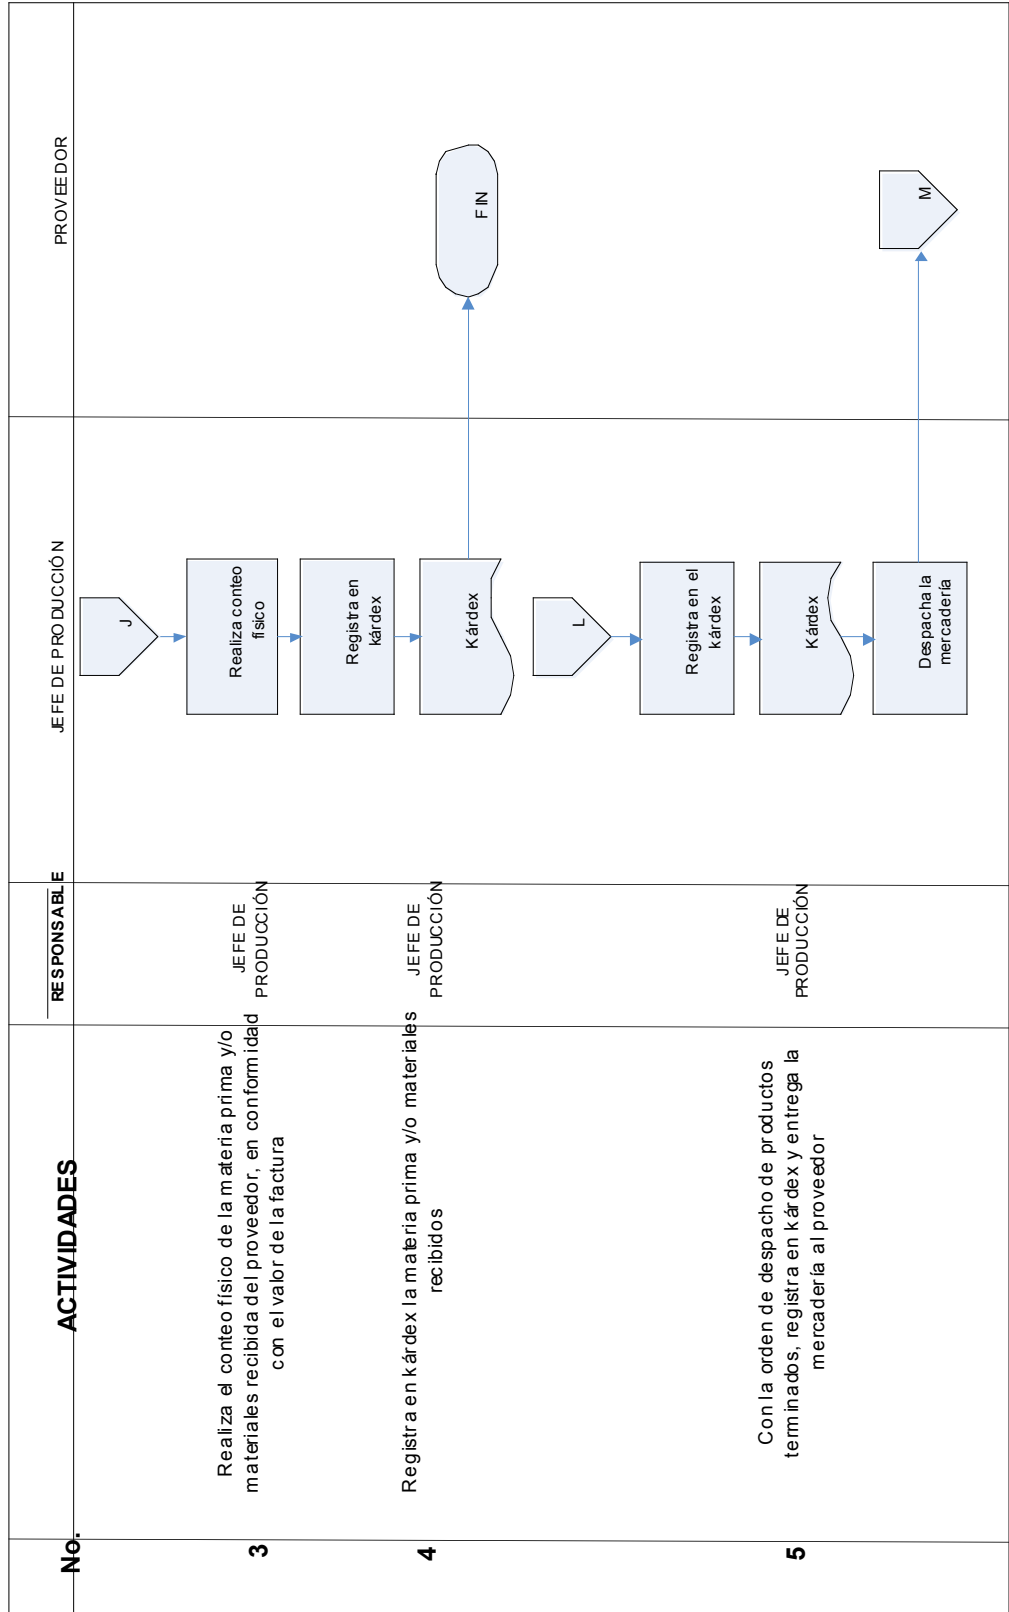 No.
ACTIVIDADES
RESPONSABLE
JEFE DE PRODUCCIÓN
PROVEEDOR
3
Realiza el conteo físico de la materia prima y/o
materiales recibida del proveedor, en conformidad
con el valor de la factura
JEFE DE
PRODUCCIÓN
J
Realiza conteo
físico
4
Registra en kárdex la materia prima y/o materiales
recibidos
JEFE DE
PRODUCCIÓN
Registra en
kárdex
Kárdex
FIN
5
Con la orden de despacho de productos
terminados, registra en kárdex y entrega la
mercadería al proveedor
JEFE DE
PRODUCCIÓN
L
Registra en el
kárdex
Kárdex
Despacha la
mercadería
M